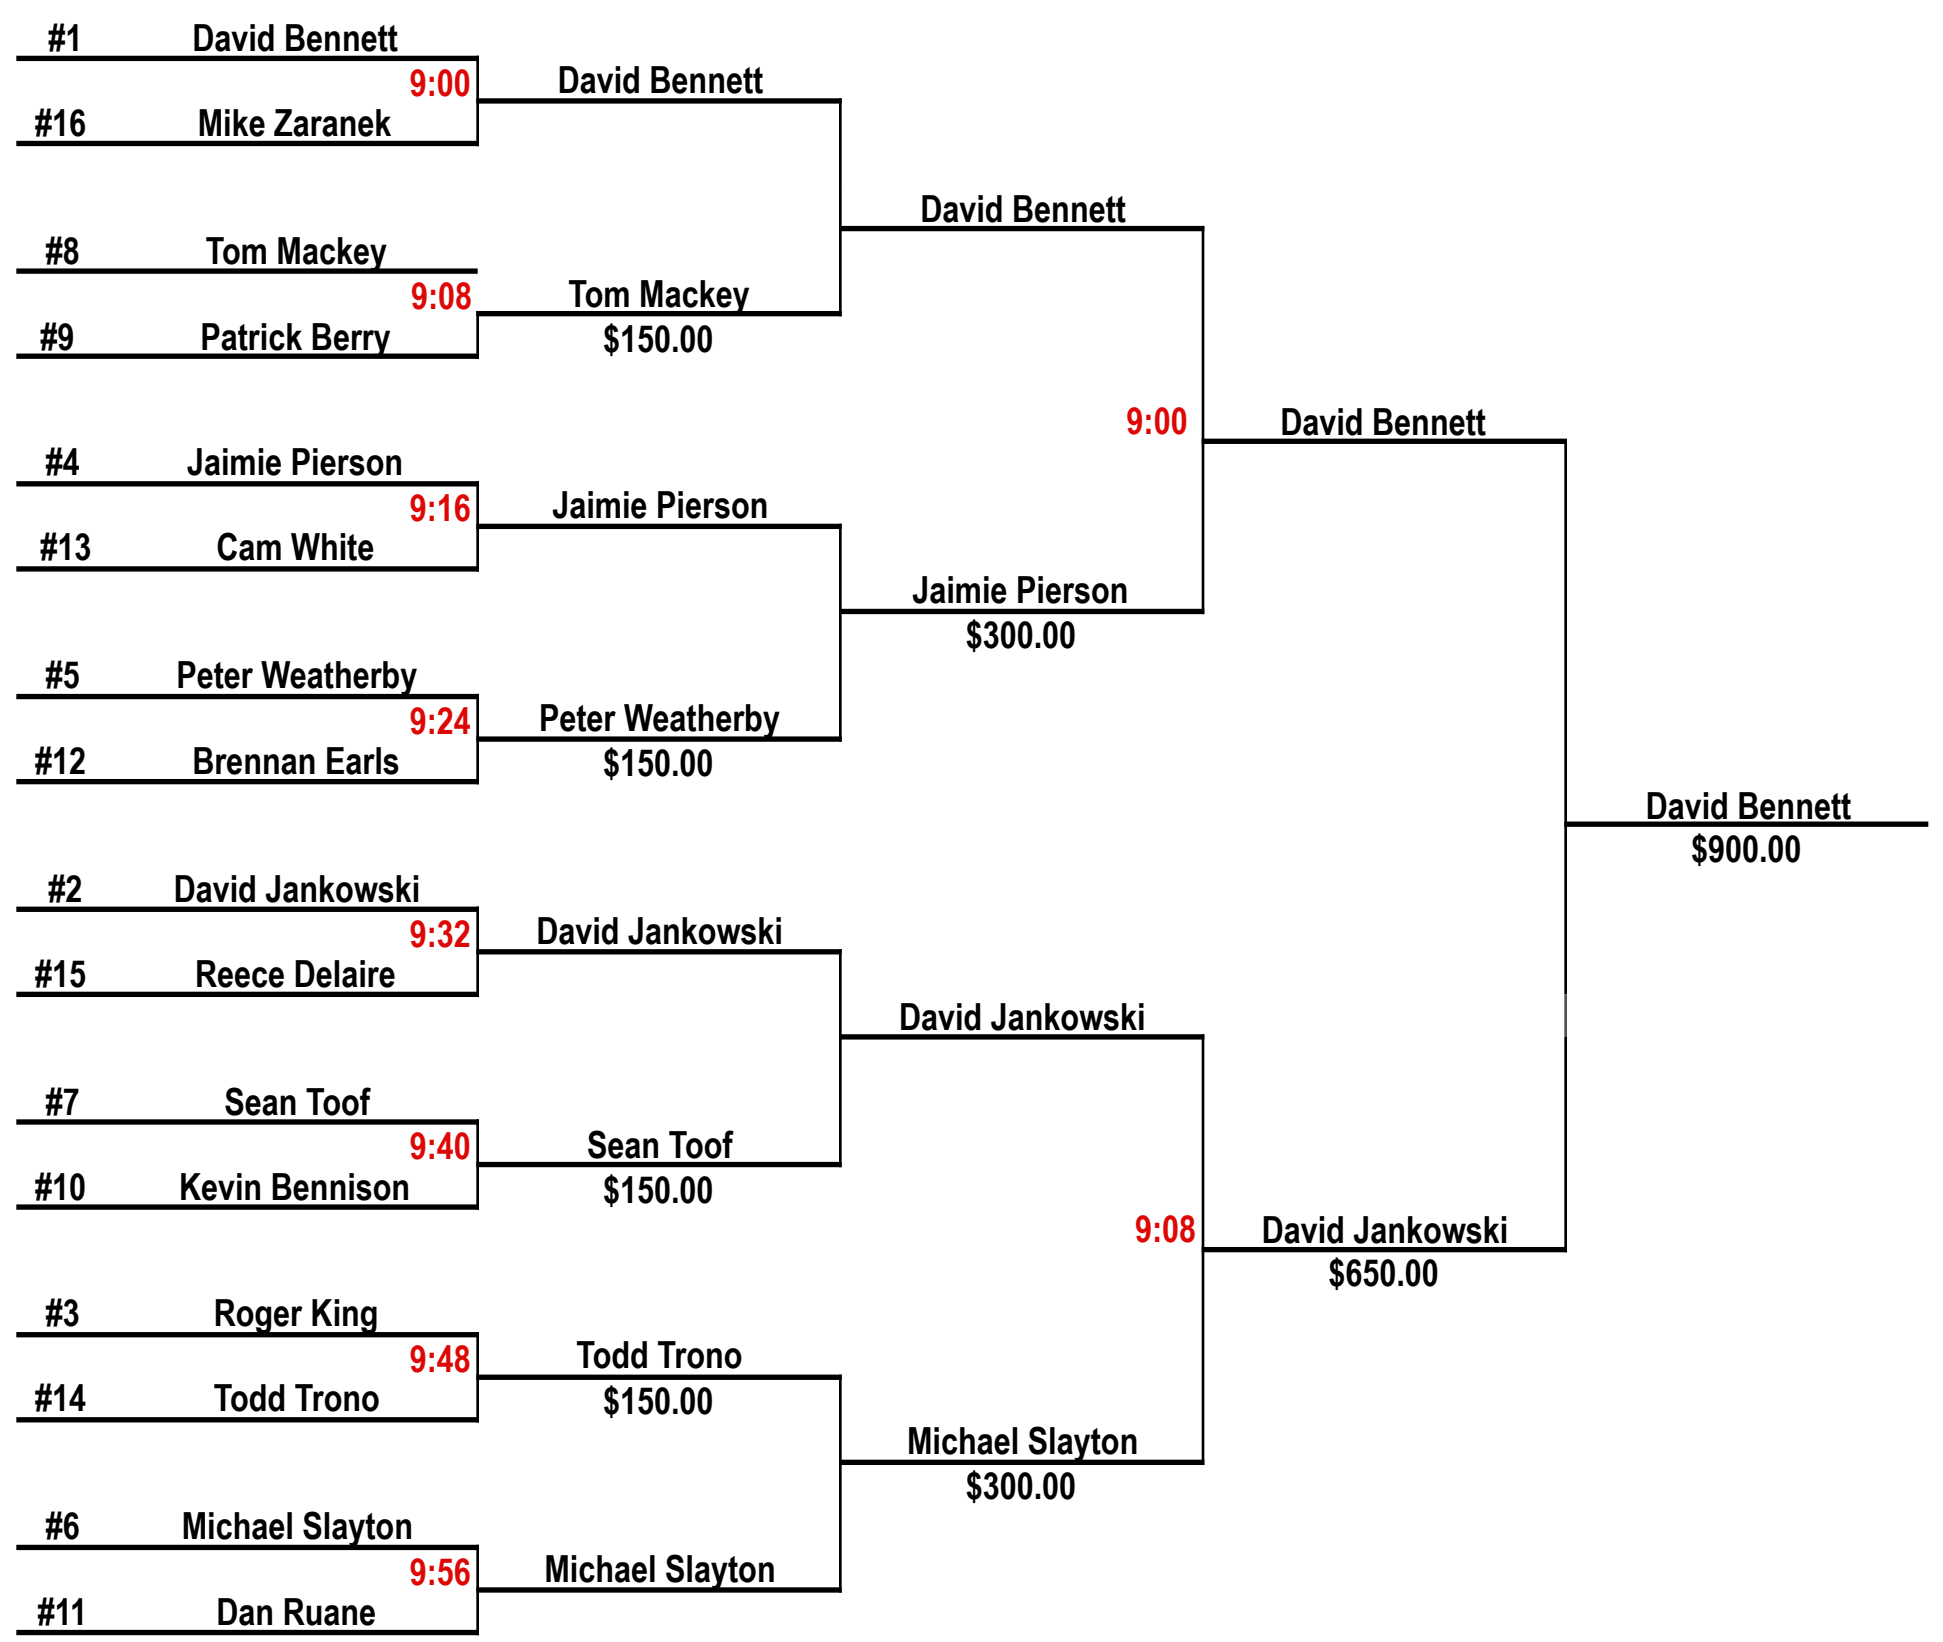 #1 David Bennett
9:00 David Bennett
#16 Mike Zaranek
David Bennett
#8 Tom Mackey
9:08 Tom Mackey
#9 Patrick Berry $150.00
9:00 David Bennett
#4 Jaimie Pierson
9:16 Jaimie Pierson
#13 Cam White
Jaimie Pierson
$300.00
#5 Peter Weatherby
9:24 Peter Weatherby
#12 Brennan Earls $150.00
David Bennett
$900.00
#2 David Jankowski
9:32 David Jankowski
#15 Reece Delaire
David Jankowski
#7 Sean Toof
9:40 Sean Toof
#10 Kevin Bennison $150.00
9:08 David Jankowski
$650.00
#3 Roger King
9:48 Todd Trono
#14 Todd Trono $150.00
Michael Slayton
$300.00
#6 Michael Slayton
9:56 Michael Slayton
#11 Dan Ruane